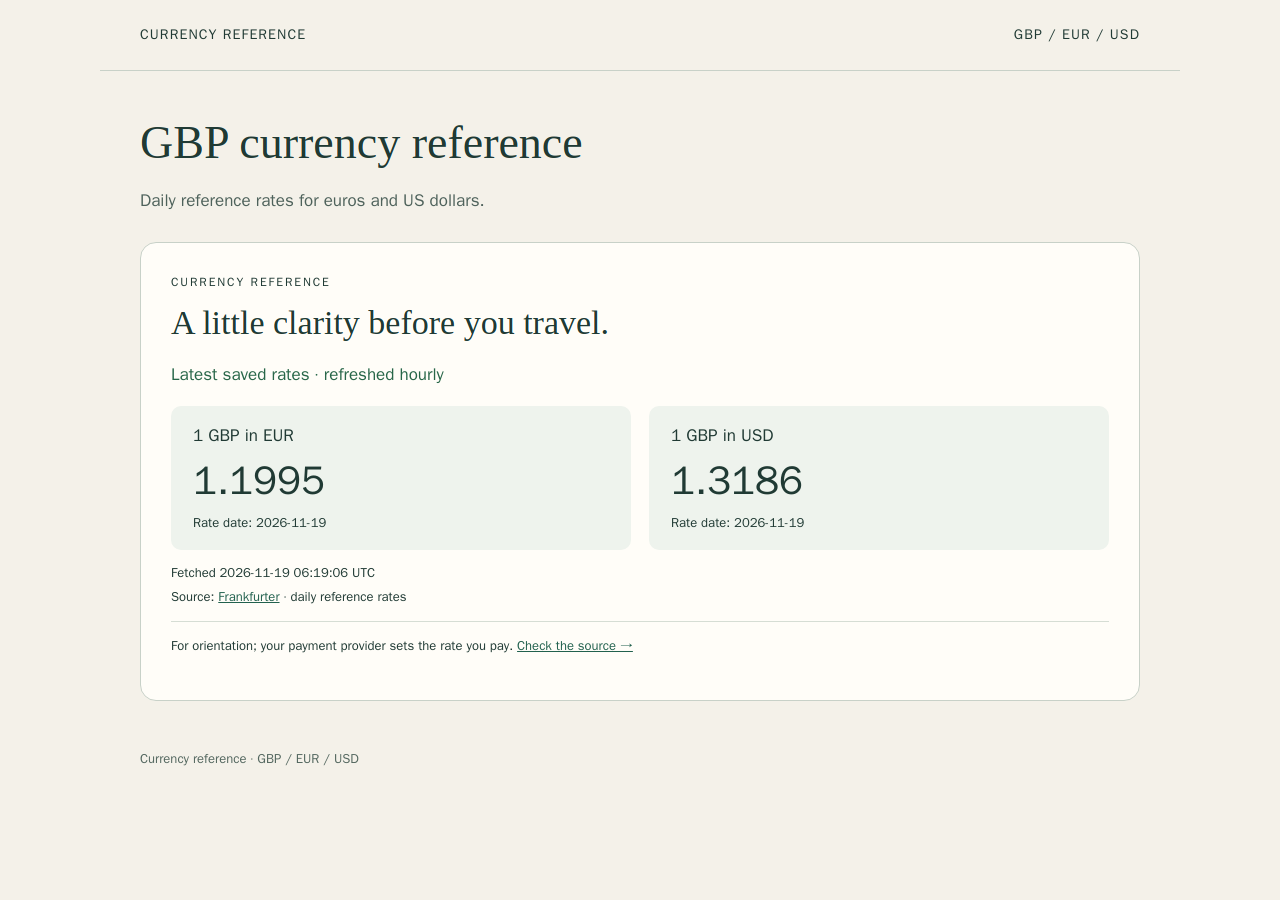 CURRENCY REFERENCE
GBP / EUR / USD
GBP currency reference
Daily reference rates for euros and US dollars.
CURRENCY REFERENCE
A little clarity before you travel.
Latest saved rates · refreshed hourly
1 GBP in EUR
1.1995
Rate date: 2026-11-19
1 GBP in USD
1.3186
Rate date: 2026-11-19
Fetched 2026-11-19 06:19:06 UTC
Source: Frankfurter · daily reference rates
For orientation; your payment provider sets the rate you pay. Check the source →
Currency reference · GBP / EUR / USD